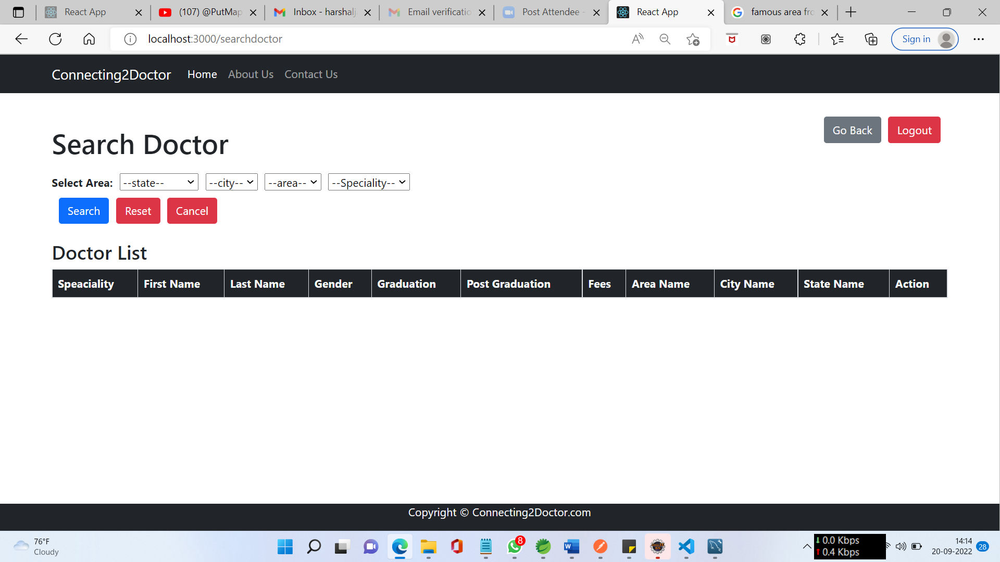 React App
(107) @PutMap
Inbox - harshalj
Email verificatio
Post Attendee -
React App
famous area fro
localhost:3000/searchdoctor
Sign in
Connecting2Doctor Home About Us Contact Us
Go Back Logout
Search Doctor
Select Area: --state-- --city-- --area-- --Speciality--
Search Reset Cancel
Doctor List
Speaciality First Name Last Name Gender Graduation Post Graduation Fees Area Name City Name State Name Action
Copyright © Connecting2Doctor.com
76°F
Cloudy
8
0.0 Kbps
0.4 Kbps
14:14
20-09-2022
28